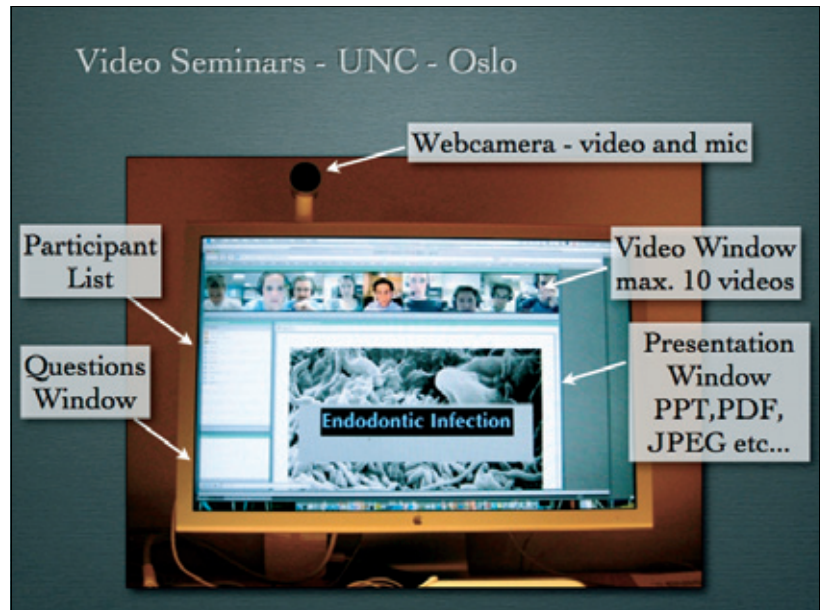 Video Seminars - UNC - Oslo
Webcamera - video and mic
Participant
List
Video Window
max. 10 videos
Questions
Window
Presentation
Window
PPT,PDF,
JPEG etc...
Endodontic Infection